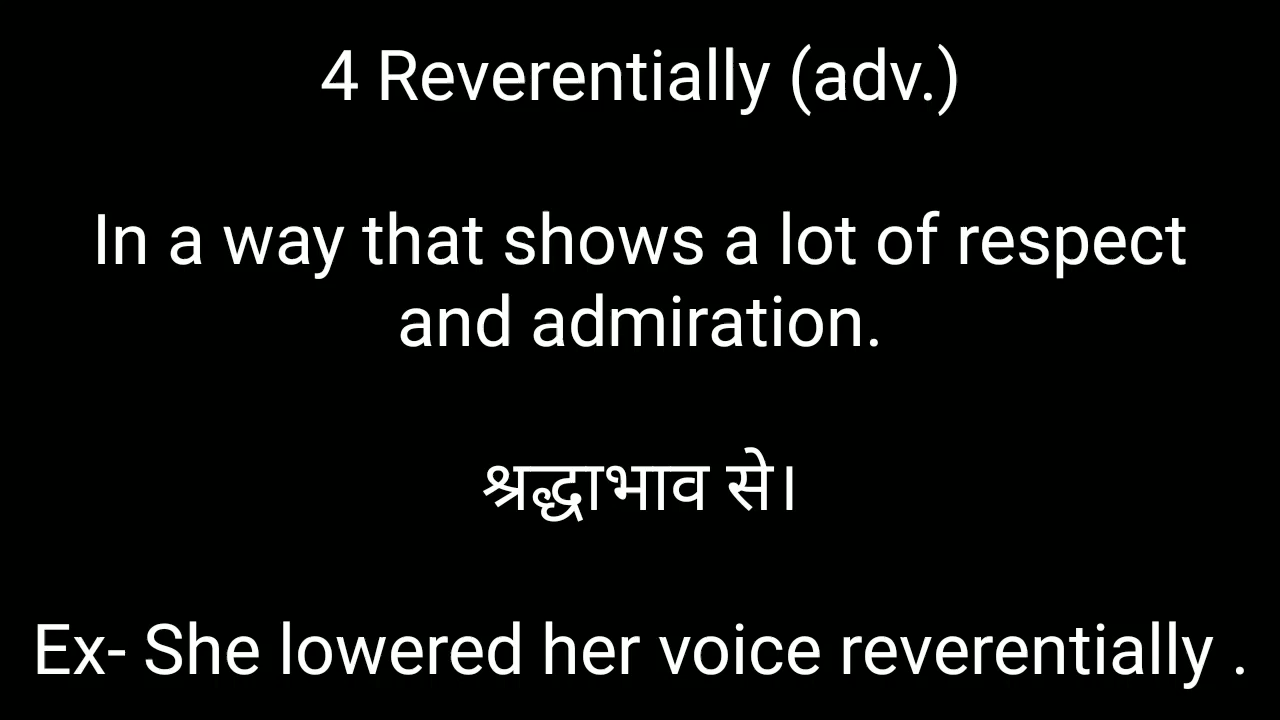 4 Reverentially (adv.)
In a way that shows a lot of respect
and admiration.
श्रद्धाभाव से।
Ex- She lowered her voice reverentially .